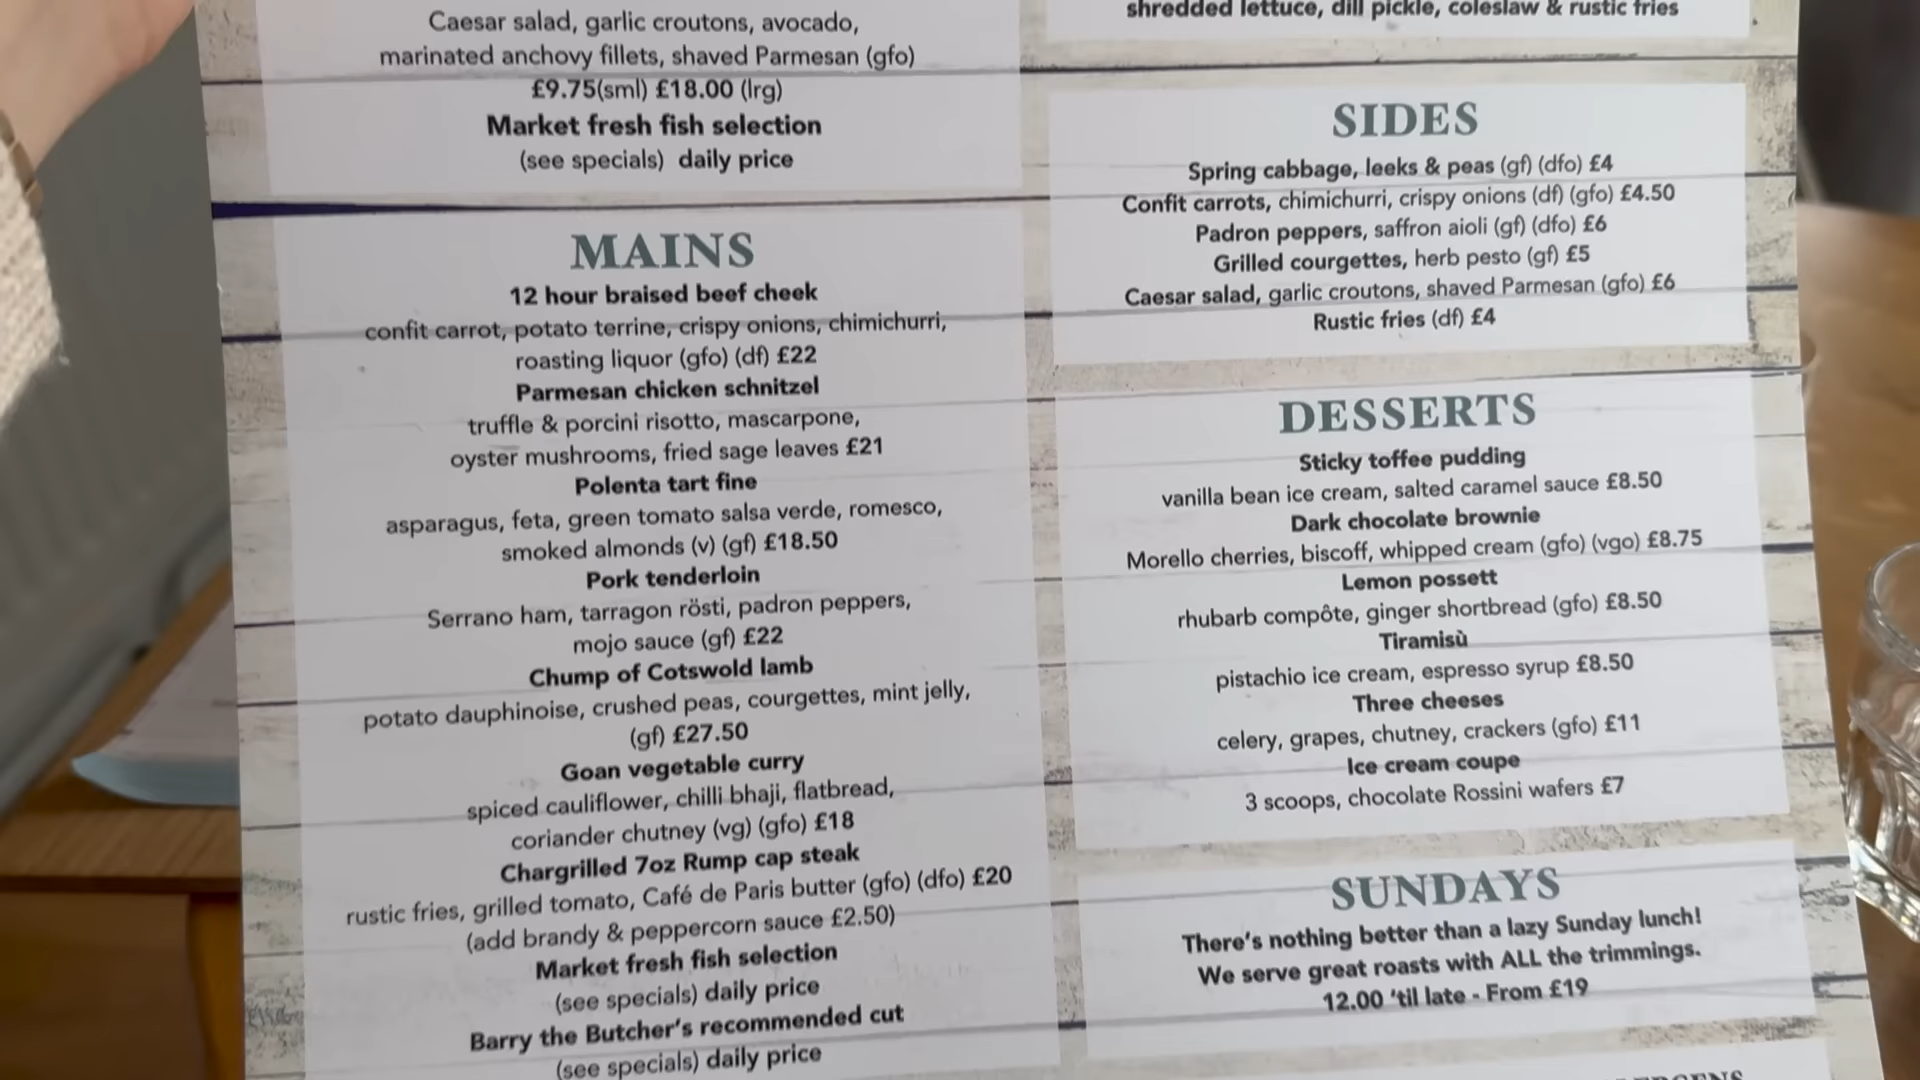 Caesar salad, garlic croutons, avocado,
marinated anchovy fillets, shaved Parmesan (gfo)
£9.75(sml) £18.00 (lrg)
Market fresh fish selection
(see specials) daily price
MAINS
12 hour braised beef cheek
confit carrot, potato terrine, crispy onions, chimichurri,
roasting liquor (gfo) (df) £22
Parmesan chicken schnitzel
truffle & porcini risotto, mascarpone,
oyster mushrooms, fried sage leaves £21
Polenta tart fine
asparagus, feta, green tomato salsa verde, romesco,
smoked almonds (v) (gf) £18.50
Pork tenderloin
Serrano ham, tarragon rösti, padron peppers,
mojo sauce (gf) £22
Chump of Cotswold lamb
potato dauphinoise, crushed peas, courgettes, mint jelly,
(gf) £27.50
Goan vegetable curry
spiced cauliflower, chilli bhaji, flatbread,
coriander chutney (vg) (gfo) £18
Chargrilled 7oz Rump cap steak
rustic fries, grilled tomato, Café de Paris butter (gfo) (dfo) £20
(add brandy & peppercorn sauce £2.50)
Market fresh fish selection
(see specials) daily price
Barry the Butcher's recommended cut
(see specials) daily price
shredded lettuce, dill pickle, coleslaw & rustic fries
SIDES
Spring cabbage, leeks & peas (gf) (dfo) £4
Confit carrots, chimichurri, crispy onions (df) (gfo) £4.50
Padron peppers, saffron aioli (gf) (dfo) £6
Grilled courgettes, herb pesto (gf) £5
Caesar salad, garlic croutons, shaved Parmesan (gfo) £6
Rustic fries (df) £4
DESSERTS
Sticky toffee pudding
vanilla bean ice cream, salted caramel sauce £8.50
Dark chocolate brownie
Morello cherries, biscoff, whipped cream (gfo) (vgo) £8.75
Lemon possett
rhubarb compôte, ginger shortbread (gfo) £8.50
Tiramisù
pistachio ice cream, espresso syrup £8.50
Three cheeses
celery, grapes, chutney, crackers (gfo) £11
Ice cream coupe
3 scoops, chocolate Rossini wafers £7
SUNDAYS
There's nothing better than a lazy Sunday lunch!
We serve great roasts with ALL the trimmings.
12.00 'til late - From £19